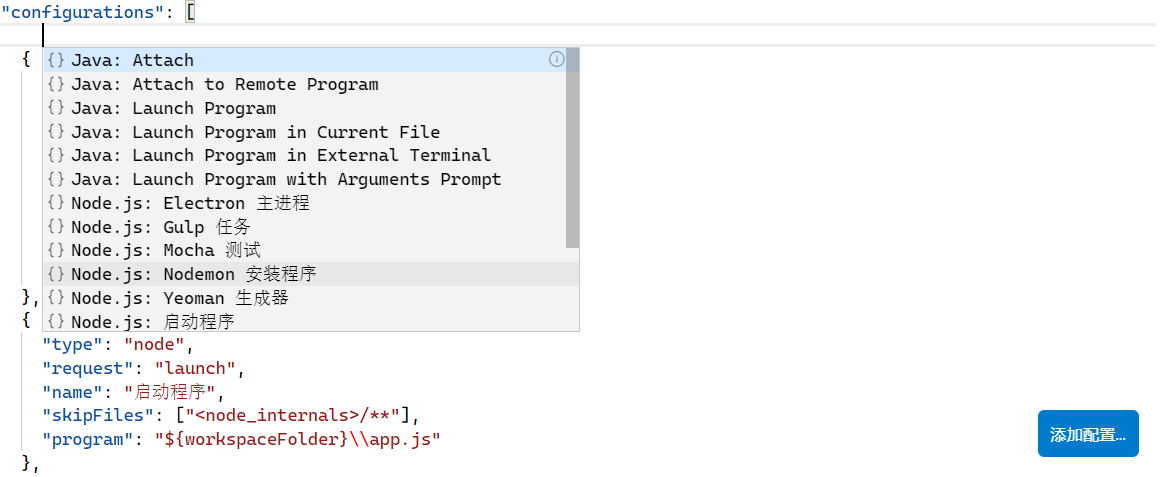 "configurations": [
{
{} Java: Attach
{} Java: Attach to Remote Program
{} Java: Launch Program
{} Java: Launch Program in Current File
{} Java: Launch Program in External Terminal
{} Java: Launch Program with Arguments Prompt
{} Node.js: Electron 主进程
{} Node.js: Gulp 任务
{} Node.js: Mocha 测试
{} Node.js: Nodemon 安装程序
},
{} Node.js: Yeoman 生成器
{
{} Node.js: 启动程序
"type": "node",
"request": "launch",
"name": "启动程序",
"skipFiles": ["<node_internals>/**"],
"program": "${workspaceFolder}\\app.js"
},
添加配置...